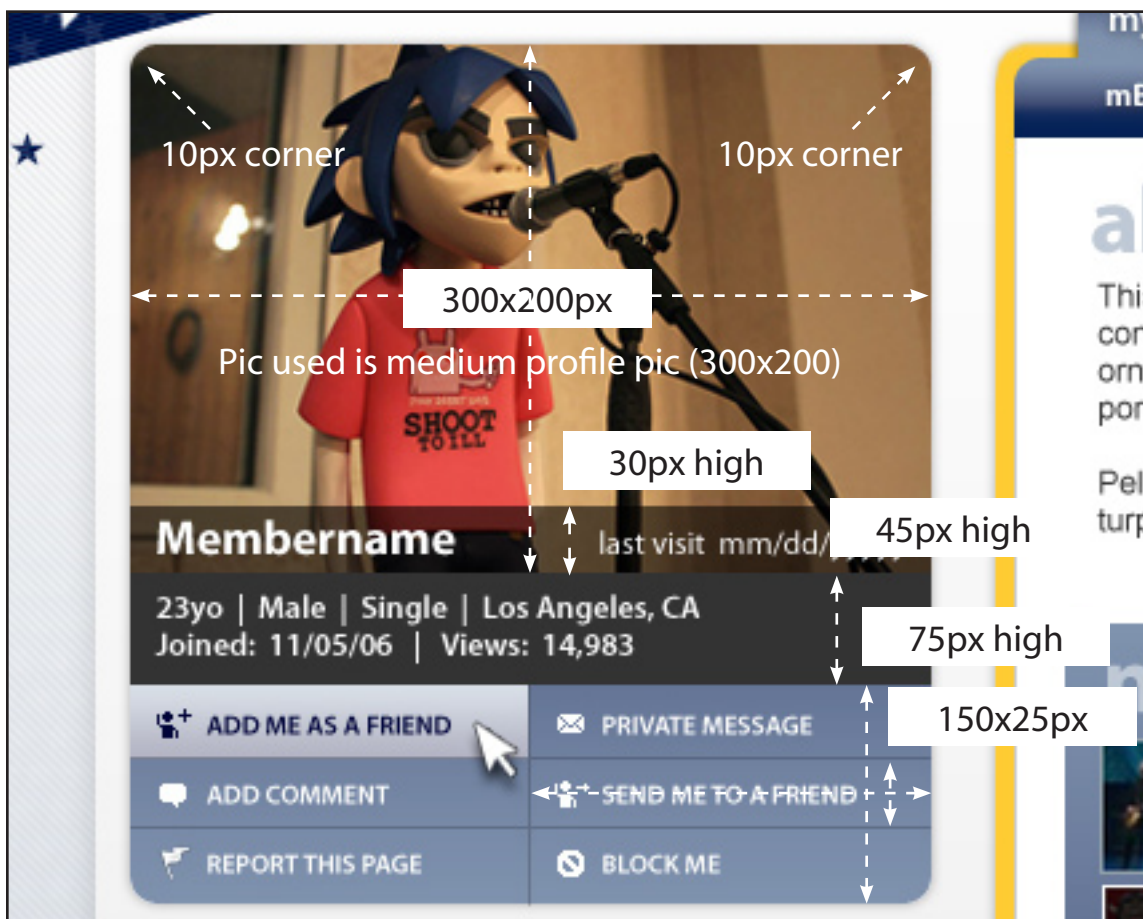 my
mE
10px corner
10px corner
300x200px
Pic used is medium profile pic (300x200)
SHOOT
TO ILL
30px high
Membername
last visit mm/dd/
45px high
23yo | Male | Single | Los Angeles, CA
Joined: 11/05/06 | Views: 14,983
75px high
ADD ME AS A FRIEND
PRIVATE MESSAGE
150x25px
ADD COMMENT
SEND ME TO A FRIEND
REPORT THIS PAGE
BLOCK ME
Thi
con
orn
por
Pel
turp